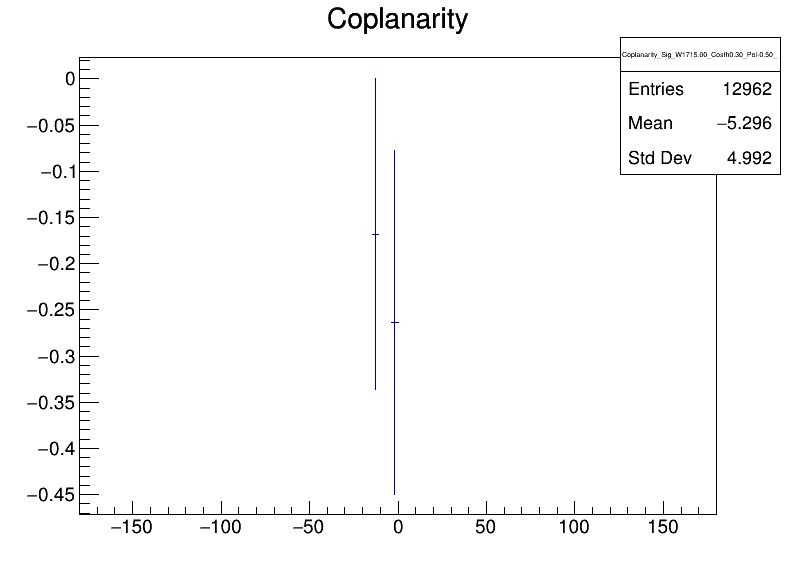 Coplanarity
Coplanarity_Sig_W1715.00_Costh0.30_Pol-0.50_
Entries 12962
Mean −5.296
Std Dev 4.992
0
−0.05
−0.1
−0.15
−0.2
−0.25
−0.3
−0.35
−0.4
−0.45
−150 −100 −50 0 50 100 150